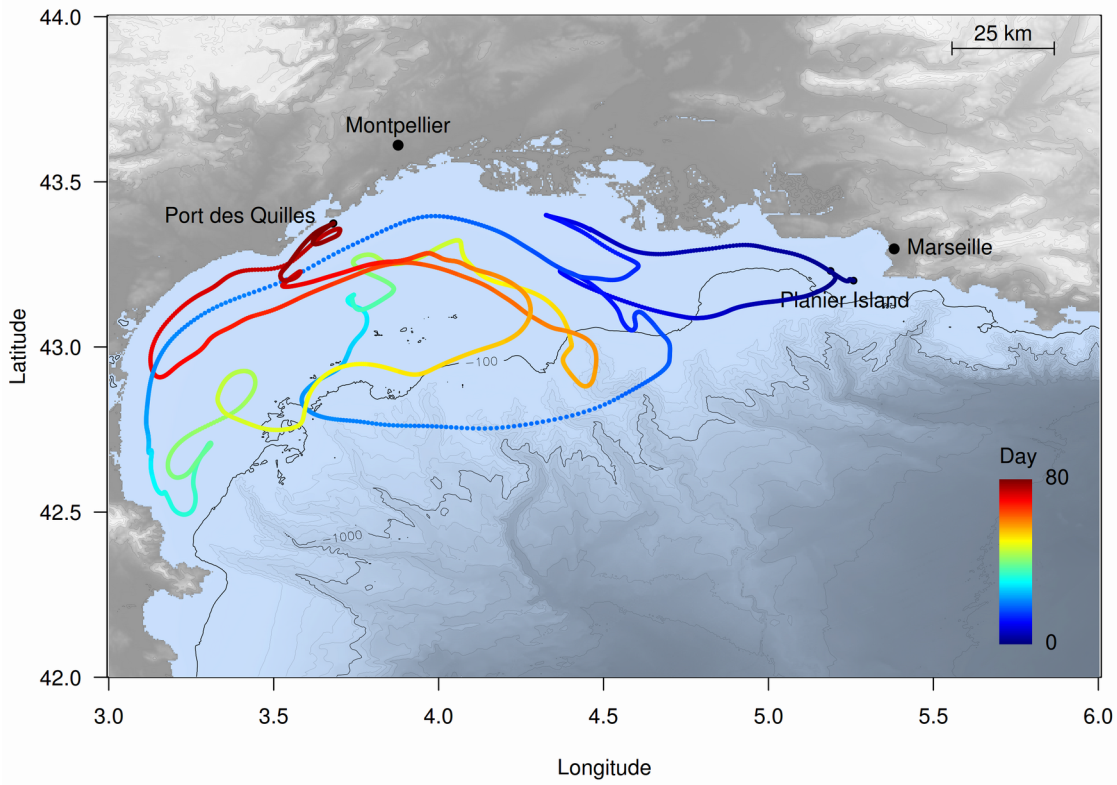 44.0
25 km
Montpellier
43.5
Port des Quilles
Marseille
Planier Island
Latitude
43.0
−100
Day
80
42.5
−1000
0
42.0
3.0 3.5 4.0 4.5 5.0 5.5 6.0
Longitude